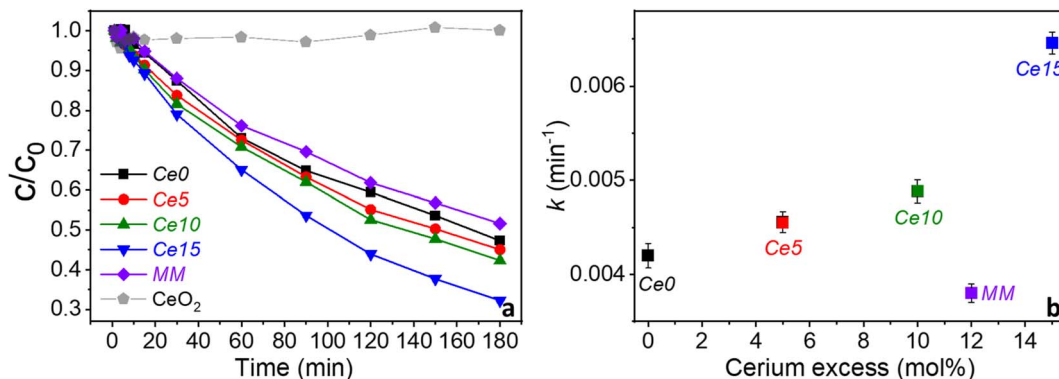 1.0
0.9
0.8
0.7
0.6
0.5
0.4
0.3
c/c₀
Ce0
Ce5
Ce10
Ce15
MM
CeO₂
a
0 20 40 60 80 100 120 140 160 180
Time (min)
0.006
0.005
0.004
k (min⁻¹)
Ce15
Ce10
Ce5
Ce0
MM
b
0 2 4 6 8 10 12 14
Cerium excess (mol%)